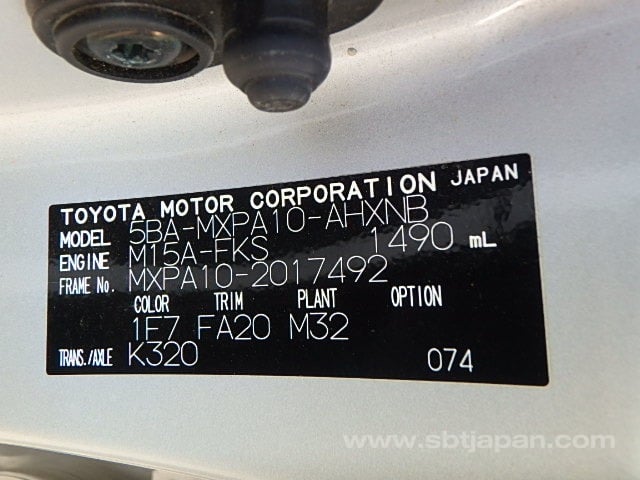 TOYOTA MOTOR CORPORATION JAPAN
MODEL 5BA-MXPA10-AHXNB
ENGINE M15A-FKS 1490 mL
FRAME No. MXPA10-2017492
COLOR TRIM PLANT OPTION
1F7 FA20 M32
TRANS./AXLE K320 074
www.sbtjapan.com